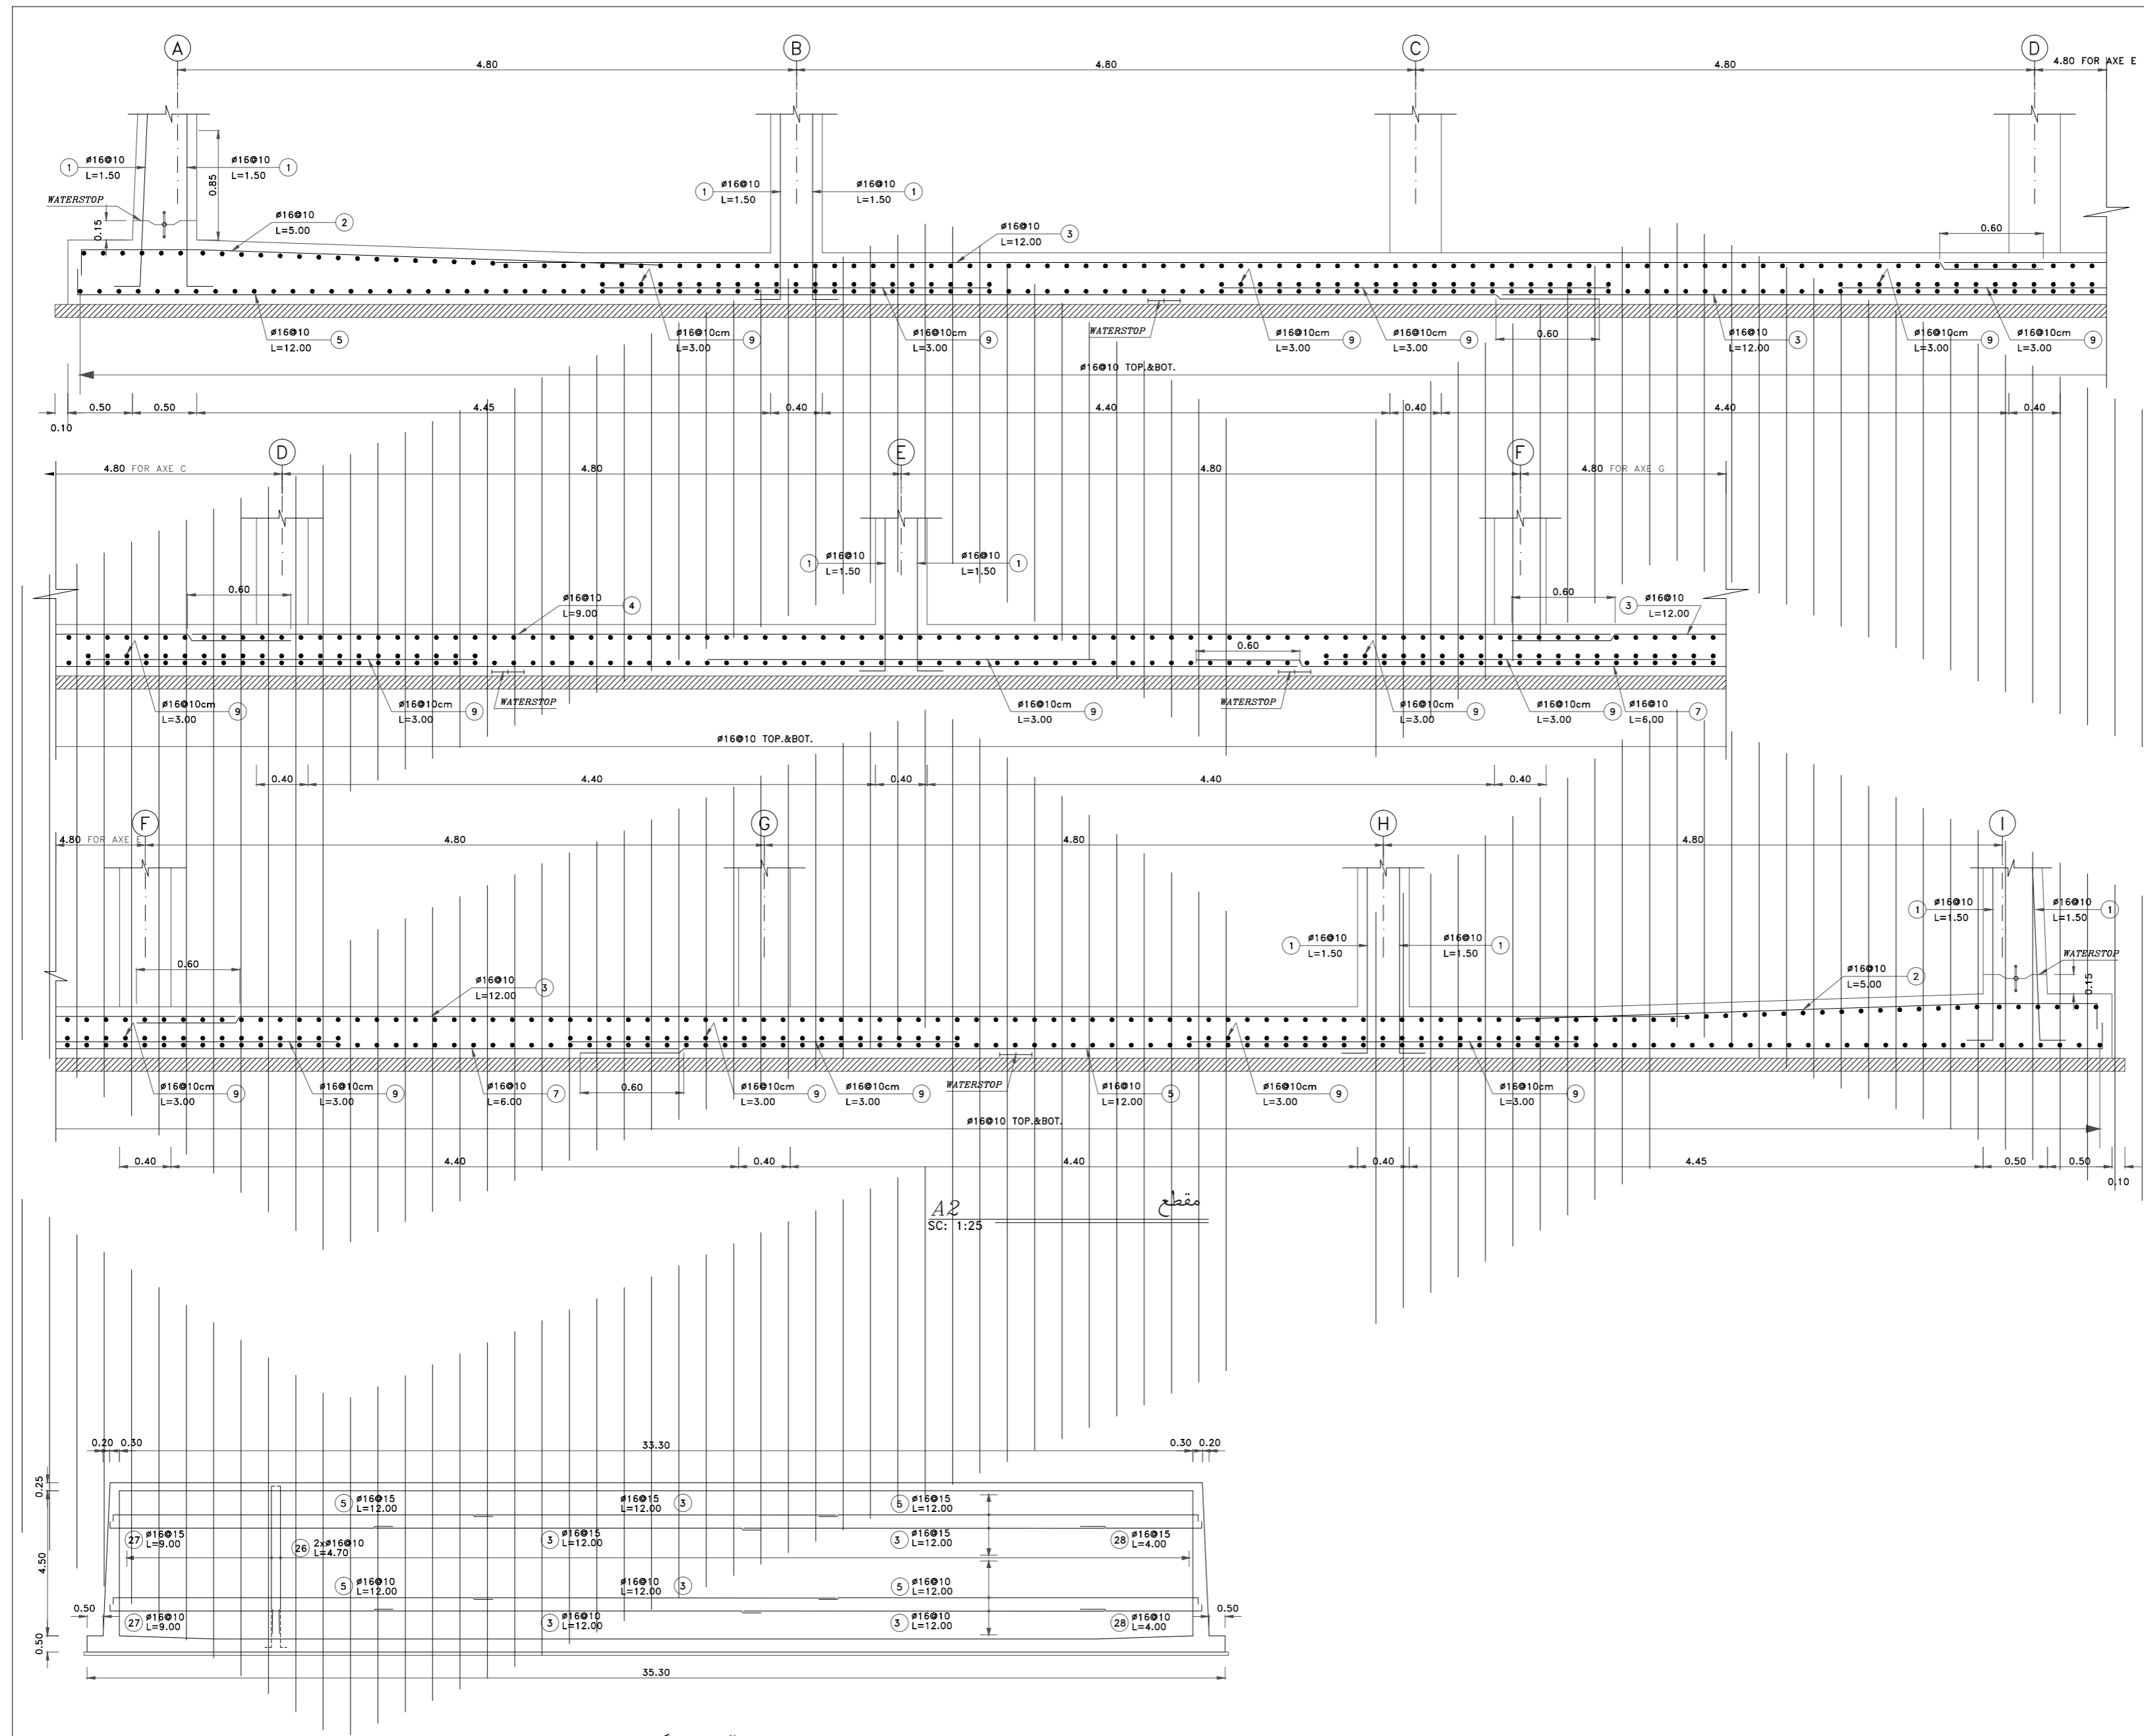 A
B
C
D
4.80
4.80
4.80
4.80 FOR AXE E
1
ø16@10
L=1.50
ø16@10
L=1.50
1
0.85
1
ø16@10
L=1.50
ø16@10
L=1.50
1
WATERSTOP
0.15
ø16@10
L=5.00
2
ø16@10
L=12.00
3
0.60
ø16@10
L=12.00
5
ø16@10cm
L=3.00
9
ø16@10cm
L=3.00
9
WATERSTOP
ø16@10cm
L=3.00
9
ø16@10cm
L=3.00
9
0.60
ø16@10
L=12.00
3
ø16@10cm
L=3.00
9
ø16@10cm
L=3.00
9
ø16@10 TOP.&BOT.
0.10
0.50
0.50
4.45
0.40
4.40
0.40
4.40
0.40
D
E
F
4.80 FOR AXE C
4.80
4.80
4.80 FOR AXE G
1
ø16@10
L=1.50
ø16@10
L=1.50
1
0.60
ø16@10
L=9.00
4
0.60
3
ø16@10
L=12.00
0.60
ø16@10cm
L=3.00
9
ø16@10cm
L=3.00
9
WATERSTOP
ø16@10cm
L=3.00
9
WATERSTOP
ø16@10cm
L=3.00
9
ø16@10cm
L=3.00
9
ø16@10
L=6.00
7
ø16@10 TOP.&BOT.
0.40
4.40
0.40
4.40
0.40
F
G
H
I
4.80 FOR AXE E
4.80
4.80
4.80
1
ø16@10
L=1.50
ø16@10
L=1.50
1
1
ø16@10
L=1.50
ø16@10
L=1.50
1
WATERSTOP
0.15
0.60
ø16@10
L=12.00
3
ø16@10
L=5.00
2
ø16@10cm
L=3.00
9
ø16@10cm
L=3.00
9
ø16@10
L=6.00
7
0.60
ø16@10cm
L=3.00
9
ø16@10cm
L=3.00
9
WATERSTOP
ø16@10
L=12.00
5
ø16@10cm
L=3.00
9
ø16@10cm
L=3.00
9
ø16@10 TOP.&BOT.
0.40
4.40
0.40
4.40
0.40
4.45
0.50
0.50
0.10
A2 مقطع
SC: 1:25
0.20
0.30
33.30
0.30
0.20
0.25
4.50
0.50
5
ø16@15
L=12.00
ø16@15
L=12.00
3
5
ø16@15
L=12.00
27
ø16@15
L=9.00
26
2xø16@10
L=4.70
3
ø16@15
L=12.00
3
ø16@15
L=12.00
28
ø16@15
L=4.00
5
ø16@10
L=12.00
ø16@10
L=12.00
3
5
ø16@10
L=12.00
0.50
27
ø16@10
L=9.00
3
ø16@10
L=12.00
3
ø16@10
L=12.00
28
ø16@10
L=4.00
0.50
35.30